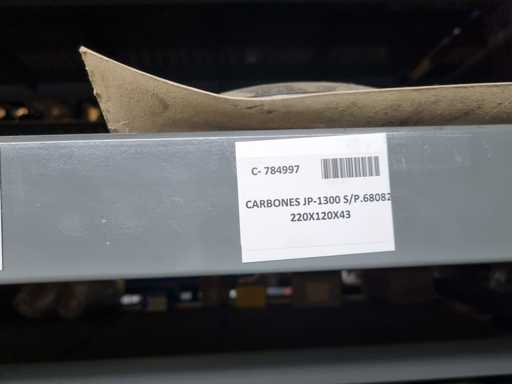 C- 784997
CARBONES JP-1300 S/P.68082
220X120X43